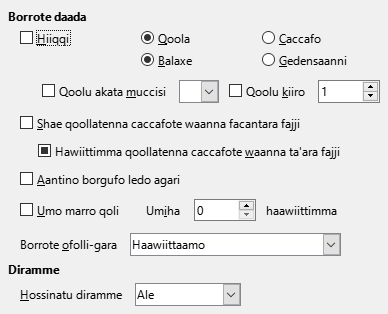 Borrote daada
Hiiqqi Qoola Caccafo
Balaxe Gedensaanni
Qoolu akata muccisi Qoolu kiiro 1
Shae qoollatenna caccafote waanna facantara fajji
Hawiittimma qoollatenna caccafote waanna ta'ara fajji
Aantino borgufo ledo agari
Umo marro qoli Umiha 0 haawiittimma
Borrote ofolli-gara Haawiittaamo
Diramme
Hossinatu diramme Ale